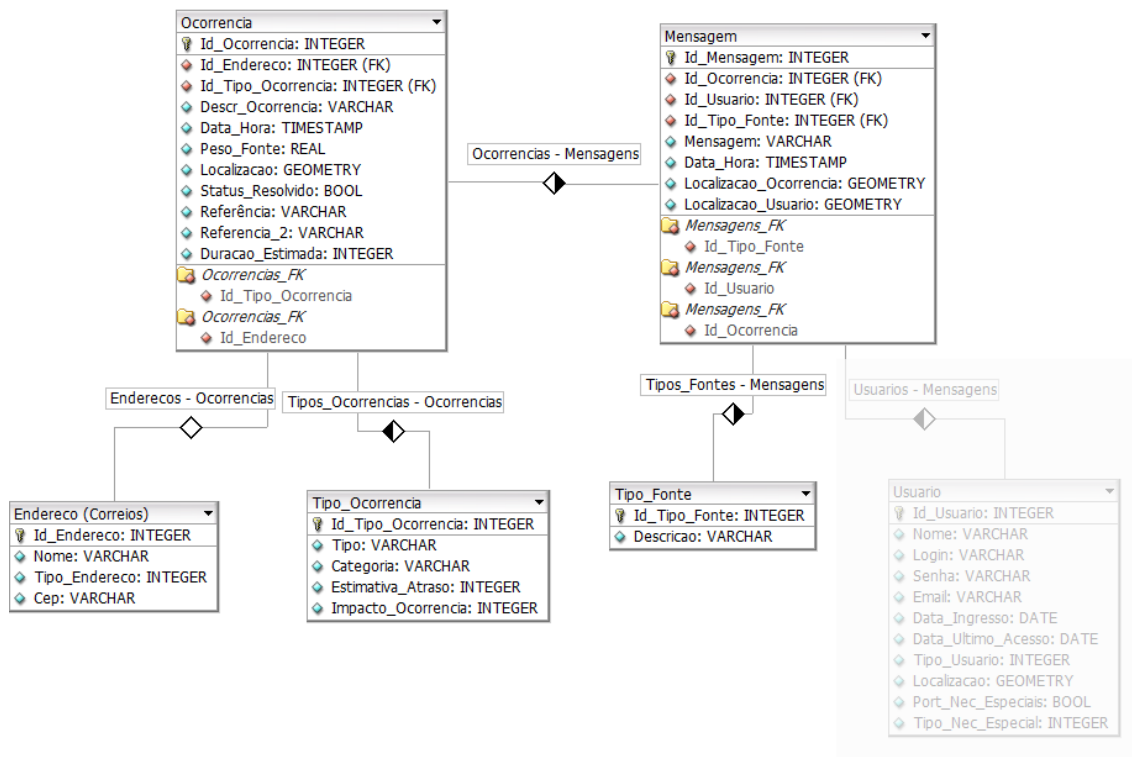 Ocorrencia
Id_Ocorrencia: INTEGER
Id_Endereco: INTEGER (FK)
Id_Tipo_Ocorrencia: INTEGER (FK)
Descr_Ocorrencia: VARCHAR
Data_Hora: TIMESTAMP
Peso_Fonte: REAL
Localizacao: GEOMETRY
Status_Resolvido: BOOL
Referência: VARCHAR
Referencia_2: VARCHAR
Duracao_Estimada: INTEGER
Ocorrencias_FK
Id_Tipo_Ocorrencia
Ocorrencias_FK
Id_Endereco
Ocorrencias - Mensagens
Mensagem
Id_Mensagem: INTEGER
Id_Ocorrencia: INTEGER (FK)
Id_Usuario: INTEGER (FK)
Id_Tipo_Fonte: INTEGER (FK)
Mensagem: VARCHAR
Data_Hora: TIMESTAMP
Localizacao_Ocorrencia: GEOMETRY
Localizacao_Usuario: GEOMETRY
Mensagens_FK
Id_Tipo_Fonte
Mensagens_FK
Id_Usuario
Mensagens_FK
Id_Ocorrencia
Enderecos - Ocorrencias
Tipos_Ocorrencias - Ocorrencias
Tipos_Fontes - Mensagens
Usuarios - Mensagens
Endereco (Correios)
Id_Endereco: INTEGER
Nome: VARCHAR
Tipo_Endereco: INTEGER
Cep: VARCHAR
Tipo_Ocorrencia
Id_Tipo_Ocorrencia: INTEGER
Tipo: VARCHAR
Categoria: VARCHAR
Estimativa_Atraso: INTEGER
Impacto_Ocorrencia: INTEGER
Tipo_Fonte
Id_Tipo_Fonte: INTEGER
Descricao: VARCHAR
Usuario
Id_Usuario: INTEGER
Nome: VARCHAR
Login: VARCHAR
Senha: VARCHAR
Email: VARCHAR
Data_Ingresso: DATE
Data_Ultimo_Acesso: DATE
Tipo_Usuario: INTEGER
Localizacao: GEOMETRY
Port_Nec_Especiais: BOOL
Tipo_Nec_Especial: INTEGER